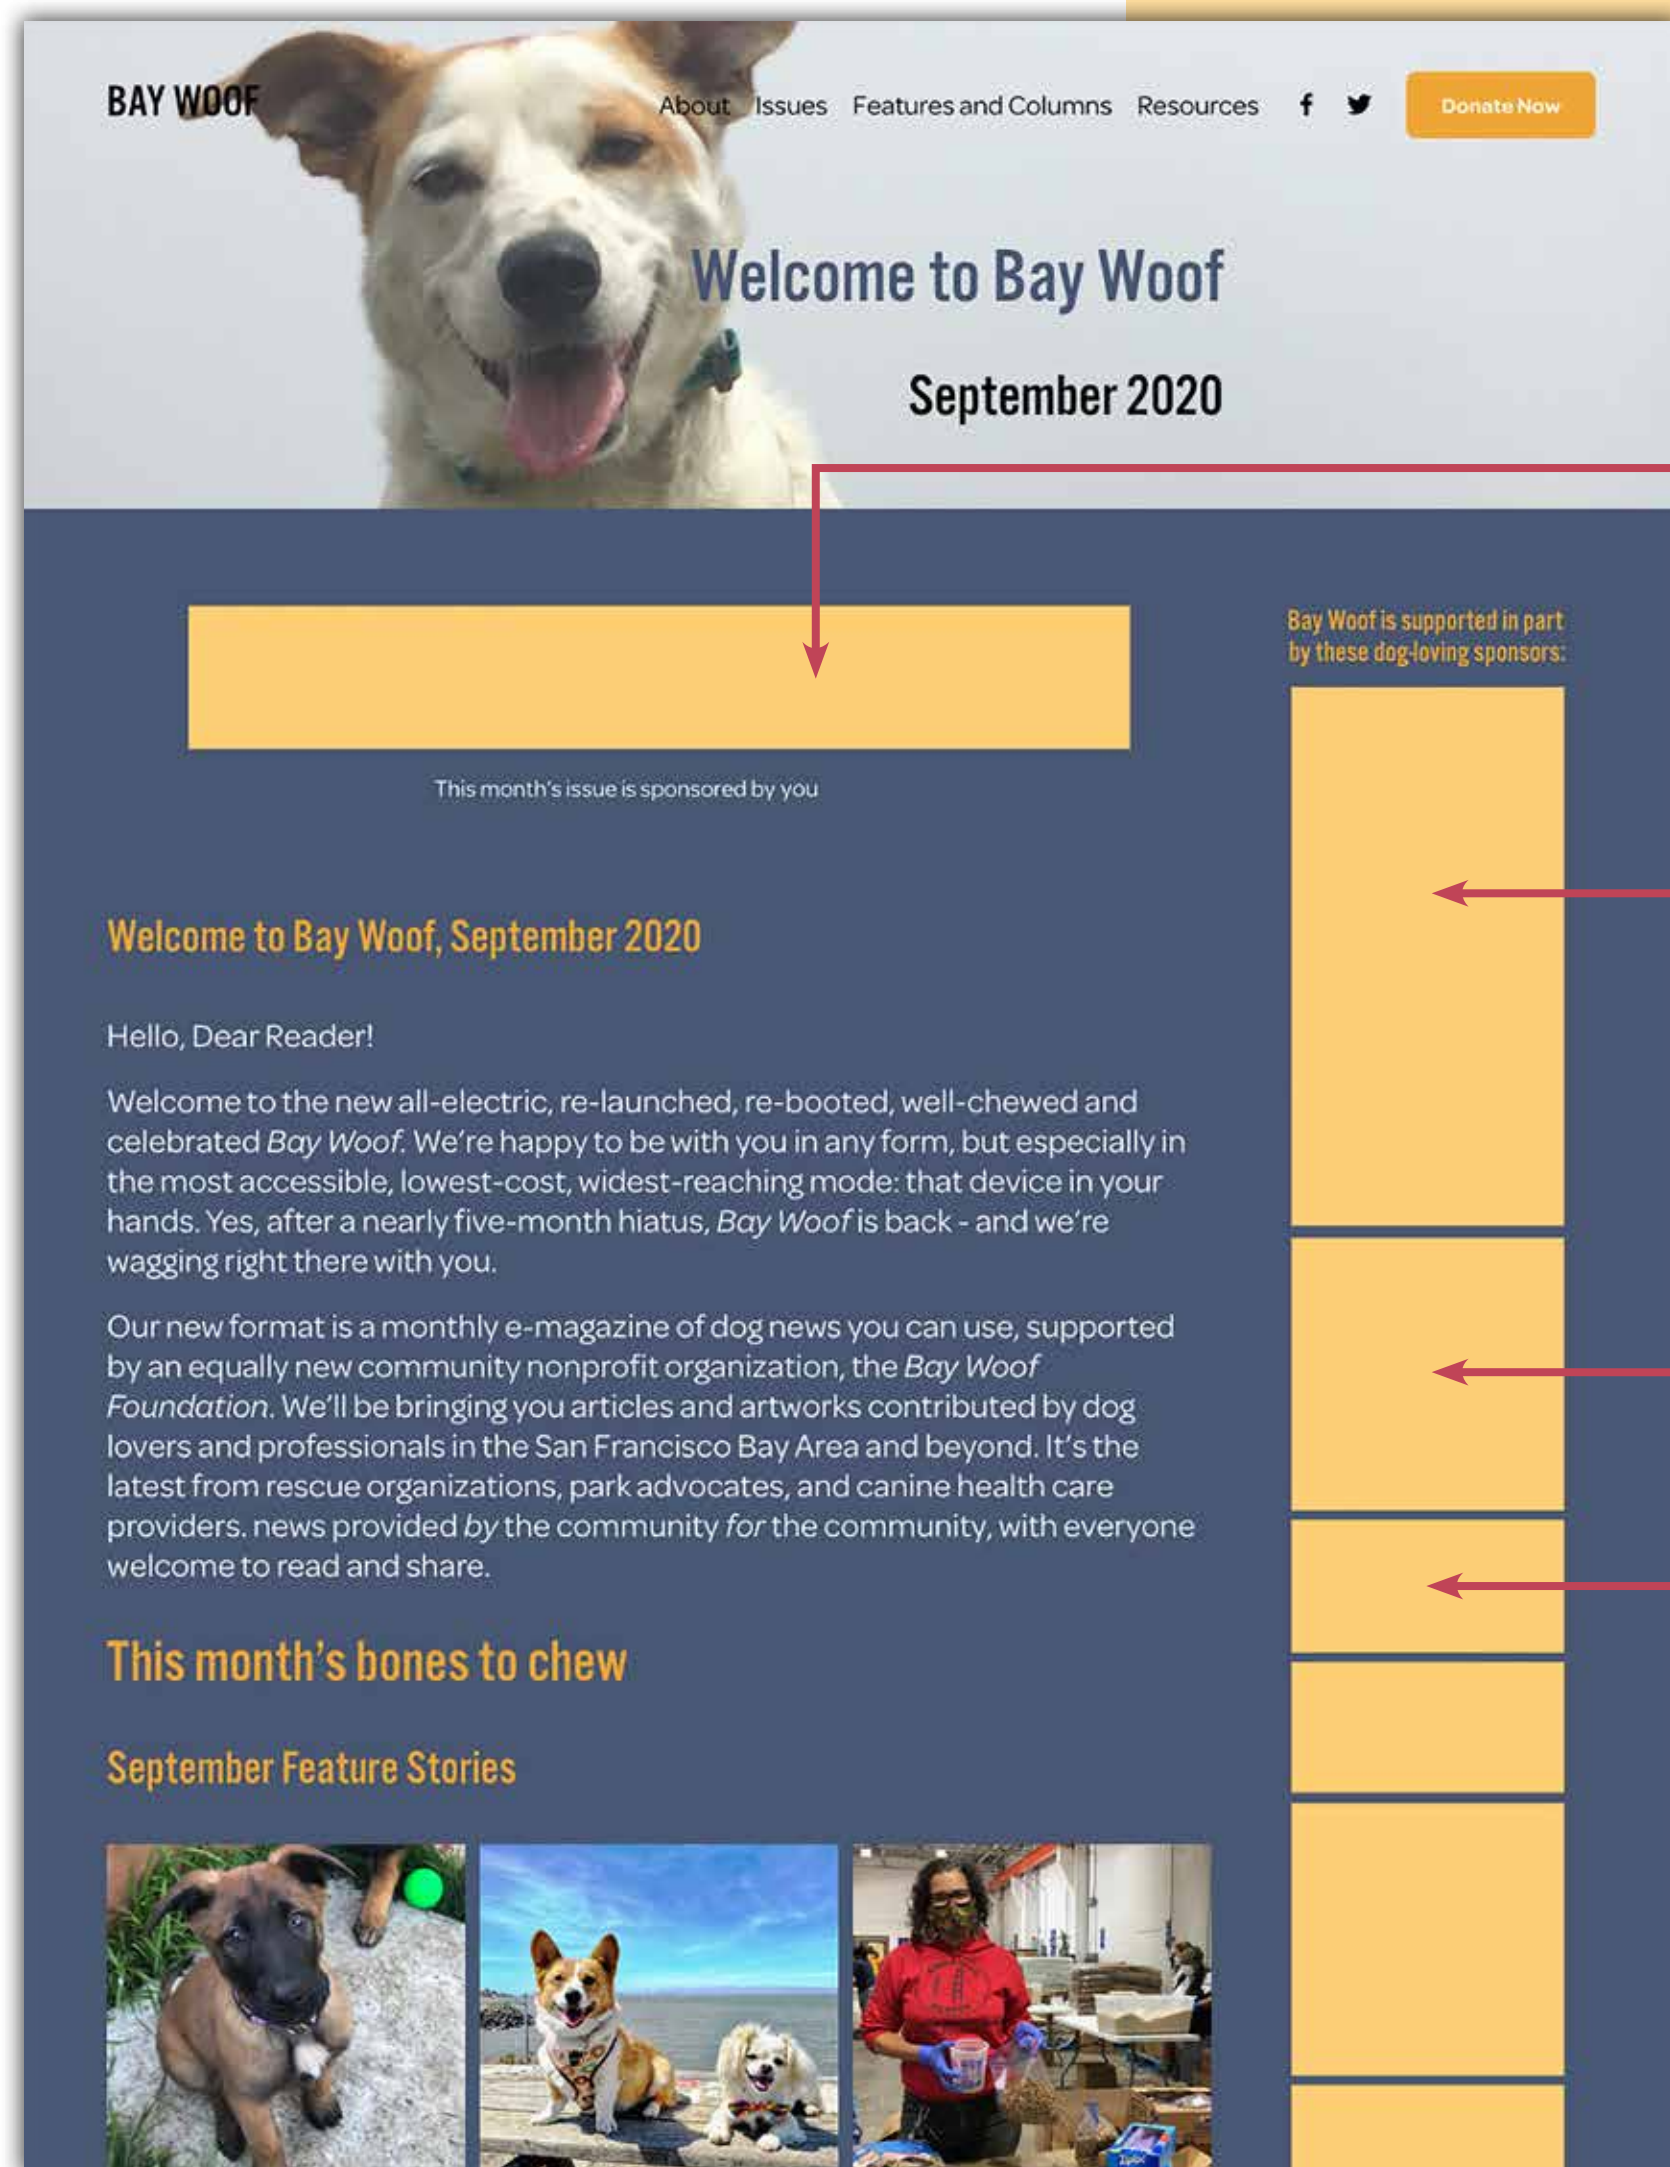 BAY WOOF
About Issues Features and Columns Resources f Donate Now
Welcome to Bay Woof
September 2020
Bay Woof is supported in part
by these dog-loving sponsors:
This month's issue is sponsored by you
Welcome to Bay Woof, September 2020
Hello, Dear Reader!
Welcome to the new all-electric, re-launched, re-booted, well-chewed and
celebrated Bay Woof. We're happy to be with you in any form, but especially in
the most accessible, lowest-cost, widest-reaching mode: that device in your
hands. Yes, after a nearly five-month hiatus, Bay Woof is back - and we're
wagging right there with you.
Our new format is a monthly e-magazine of dog news you can use, supported
by an equally new community nonprofit organization, the Bay Woof
Foundation. We'll be bringing you articles and artworks contributed by dog
lovers and professionals in the San Francisco Bay Area and beyond. It's the
latest from rescue organizations, park advocates, and canine health care
providers. news provided by the community for the community, with everyone
welcome to read and share.
This month's bones to chew
September Feature Stories
Ziploc